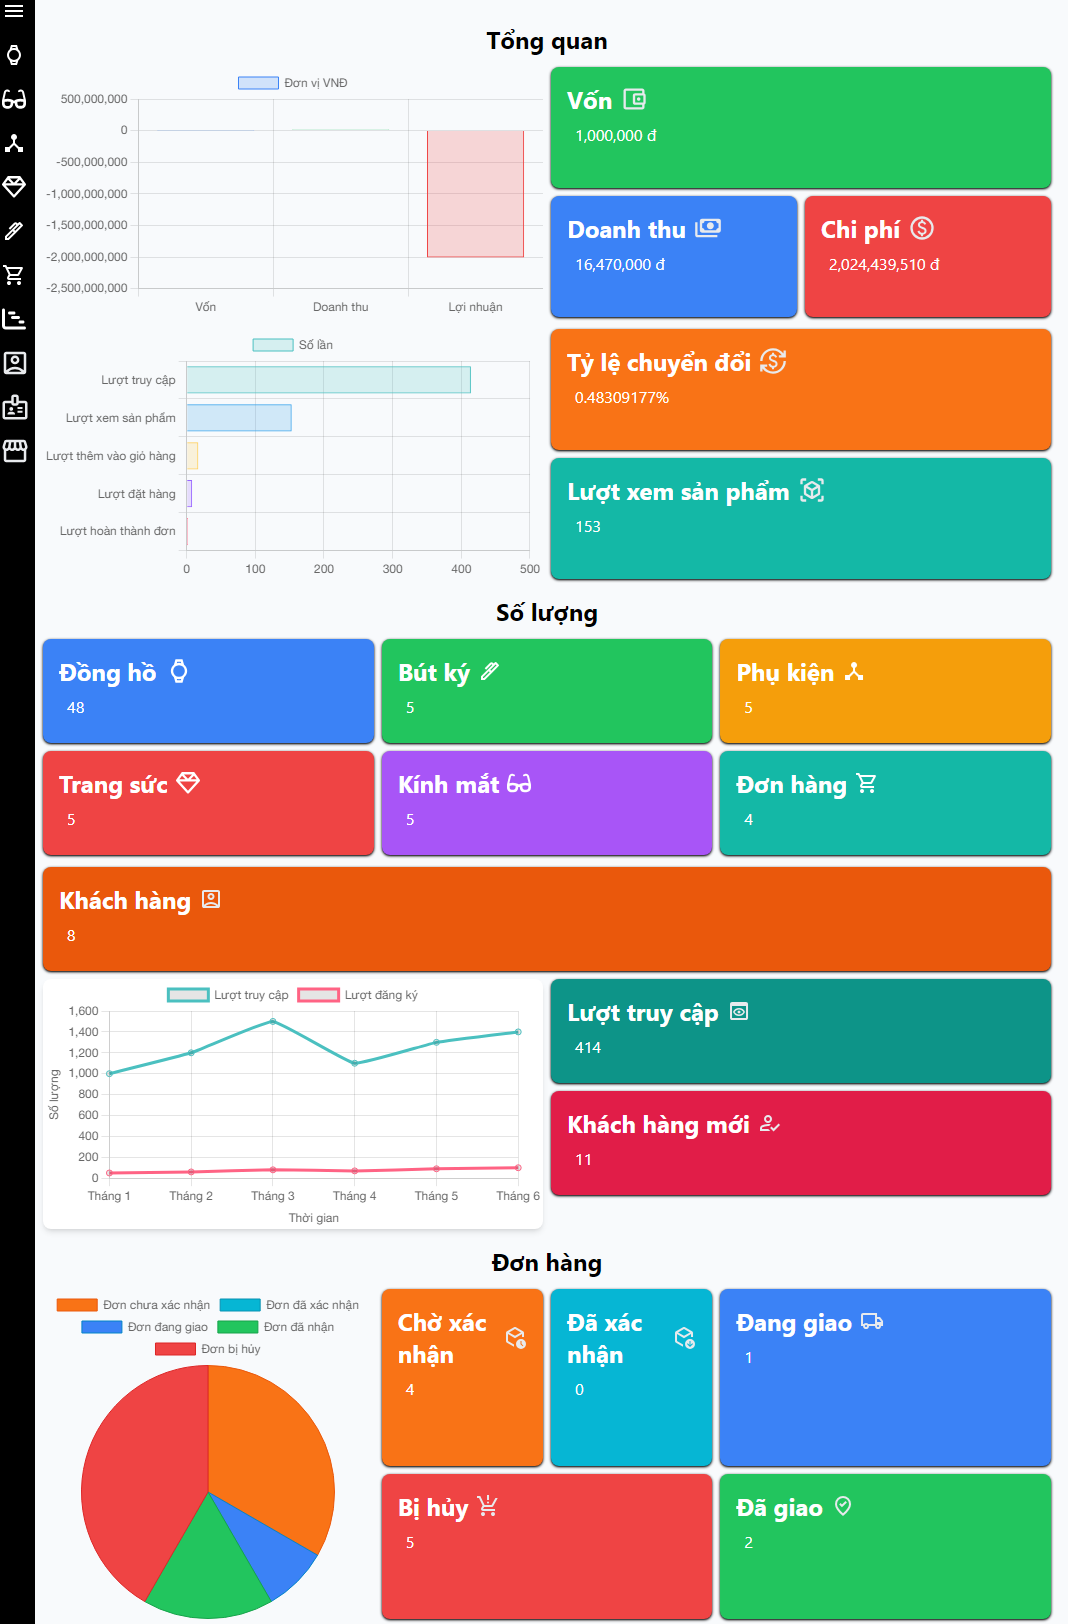 Tổng quan
Đơn vị VNĐ
500,000,000
0
-500,000,000
-1,000,000,000
-1,500,000,000
-2,000,000,000
-2,500,000,000
Vốn
Doanh thu
Lợi nhuận
Vốn
1,000,000 đ
Doanh thu
16,470,000 đ
Chi phí
2,024,439,510 đ
Số lần
Lượt truy cập
Lượt xem sản phẩm
Lượt thêm vào giỏ hàng
Lượt đặt hàng
Lượt hoàn thành đơn
0
100
200
300
400
500
Tỷ lệ chuyển đổi
0.48309177%
Lượt xem sản phẩm
153
Số lượng
Đồng hồ
48
Bút ký
5
Phụ kiện
5
Trang sức
5
Kính mắt
5
Đơn hàng
4
Khách hàng
8
Lượt truy cập
Lượt đăng ký
1,600
1,400
1,200
1,000
800
600
400
200
0
Số lượng
Tháng 1
Tháng 2
Tháng 3
Tháng 4
Tháng 5
Tháng 6
Thời gian
Lượt truy cập
414
Khách hàng mới
11
Đơn hàng
Đơn chưa xác nhận
Đơn đã xác nhận
Đơn đang giao
Đơn đã nhận
Đơn bị hủy
Chờ xác
nhận
4
Đã xác
nhận
0
Đang giao
1
Bị hủy
5
Đã giao
2